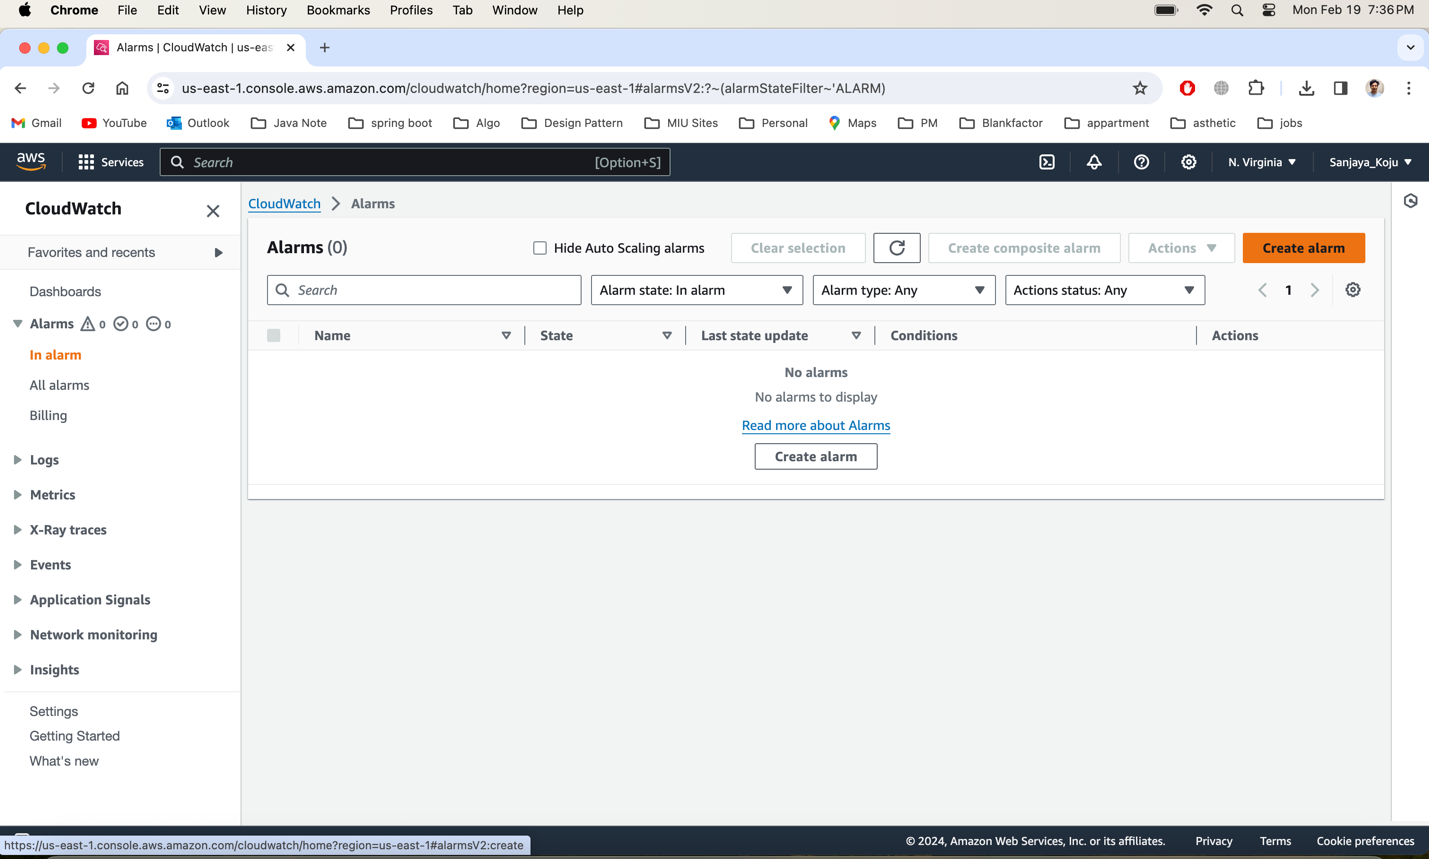 Chrome File Edit View History Bookmarks Profiles Tab Window Help Mon Feb 19 7:36 PM
Alarms | CloudWatch | us-eas
us-east-1.console.aws.amazon.com/cloudwatch/home?region=us-east-1#alarmsV2:?~(alarmStateFilter~'ALARM)
Gmail YouTube Outlook Java Note spring boot Algo Design Pattern MIU Sites Personal Maps PM Blankfactor appartment asthetic jobs
aws Services Search [Option+S] N. Virginia Sanjaya_Koju
CloudWatch
Favorites and recents
Dashboards
Alarms 0 0 0
In alarm
All alarms
Billing
Logs
Metrics
X-Ray traces
Events
Application Signals
Network monitoring
Insights
Settings
Getting Started
What's new
CloudWatch Alarms
Alarms (0) Hide Auto Scaling alarms Clear selection Create composite alarm Actions Create alarm
Search Alarm state: In alarm Alarm type: Any Actions status: Any 1
Name State Last state update Conditions Actions
No alarms
No alarms to display
Read more about Alarms
Create alarm
https://us-east-1.console.aws.amazon.com/cloudwatch/home?region=us-east-1#alarmsV2:create
© 2024, Amazon Web Services, Inc. or its affiliates. Privacy Terms Cookie preferences